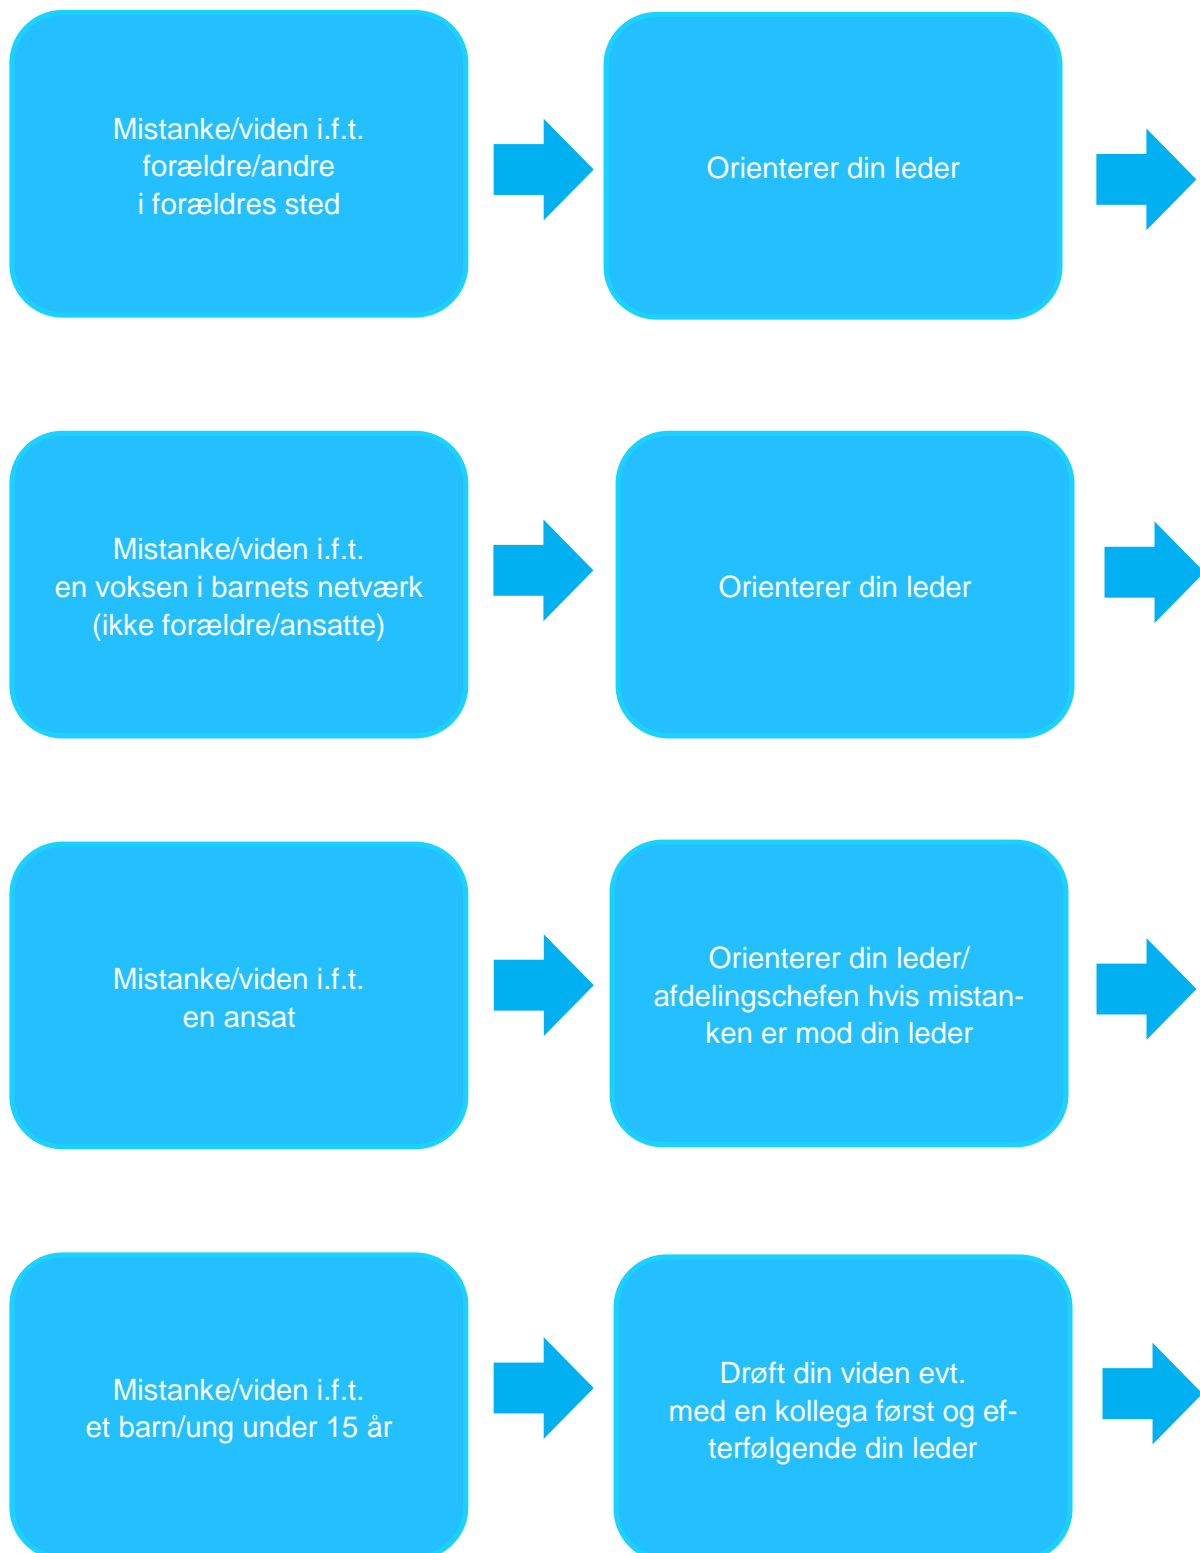 Mistanke/viden i.f.t.
forældre/andre
i forældres sted
Orienterer din leder
Mistanke/viden i.f.t.
en voksen i barnets netværk
(ikke forældre/ansatte)
Orienterer din leder
Mistanke/viden i.f.t.
en ansat
Orienterer din leder/
afdelingschefen hvis mistan-
ken er mod din leder
Mistanke/viden i.f.t.
et barn/ung under 15 år
Drøft din viden evt.
med en kollega først og ef-
terfølgende din leder